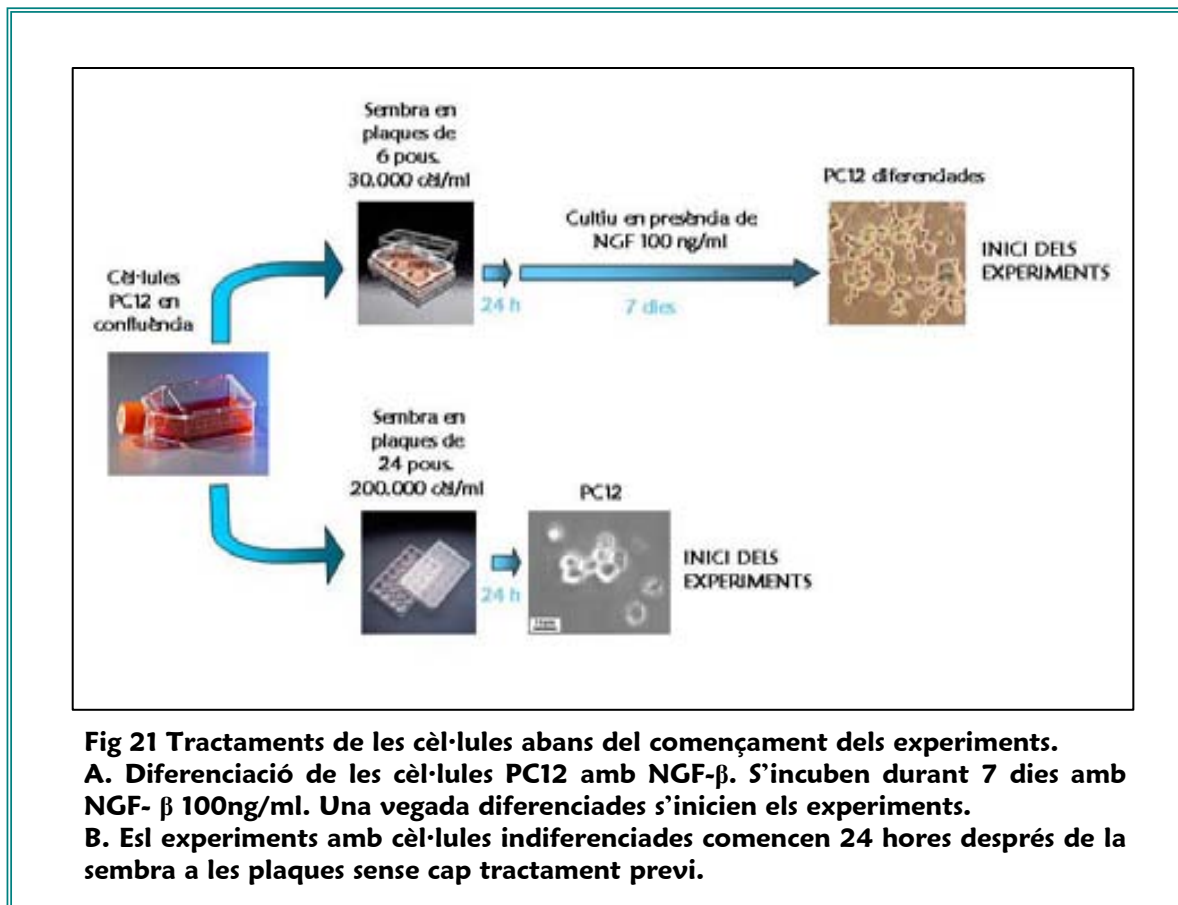 Sembra en
plaques de
6 pous.
30.000 cèl/ml
Cèl·lules
PC12 en
confluència
24 h
Cultiu en presència de
NGF 100 ng/ml
7 dies
PC12 diferenciades
INICI DELS
EXPERIMENTS
Sembra en
plaques de
24 pous.
200.000 cèl/ml
24 h
PC12
INICI DELS
EXPERIMENTS
Fig 21 Tractaments de les cèl·lules abans del començament dels experiments.
A. Diferenciació de les cèl·lules PC12 amb NGF-β. S'incuben durant 7 dies amb
NGF- β 100ng/ml. Una vegada diferenciades s'inicien els experiments.
B. Esl experiments amb cèl·lules indiferenciades comencen 24 hores després de la
sembra a les plaques sense cap tractament previ.